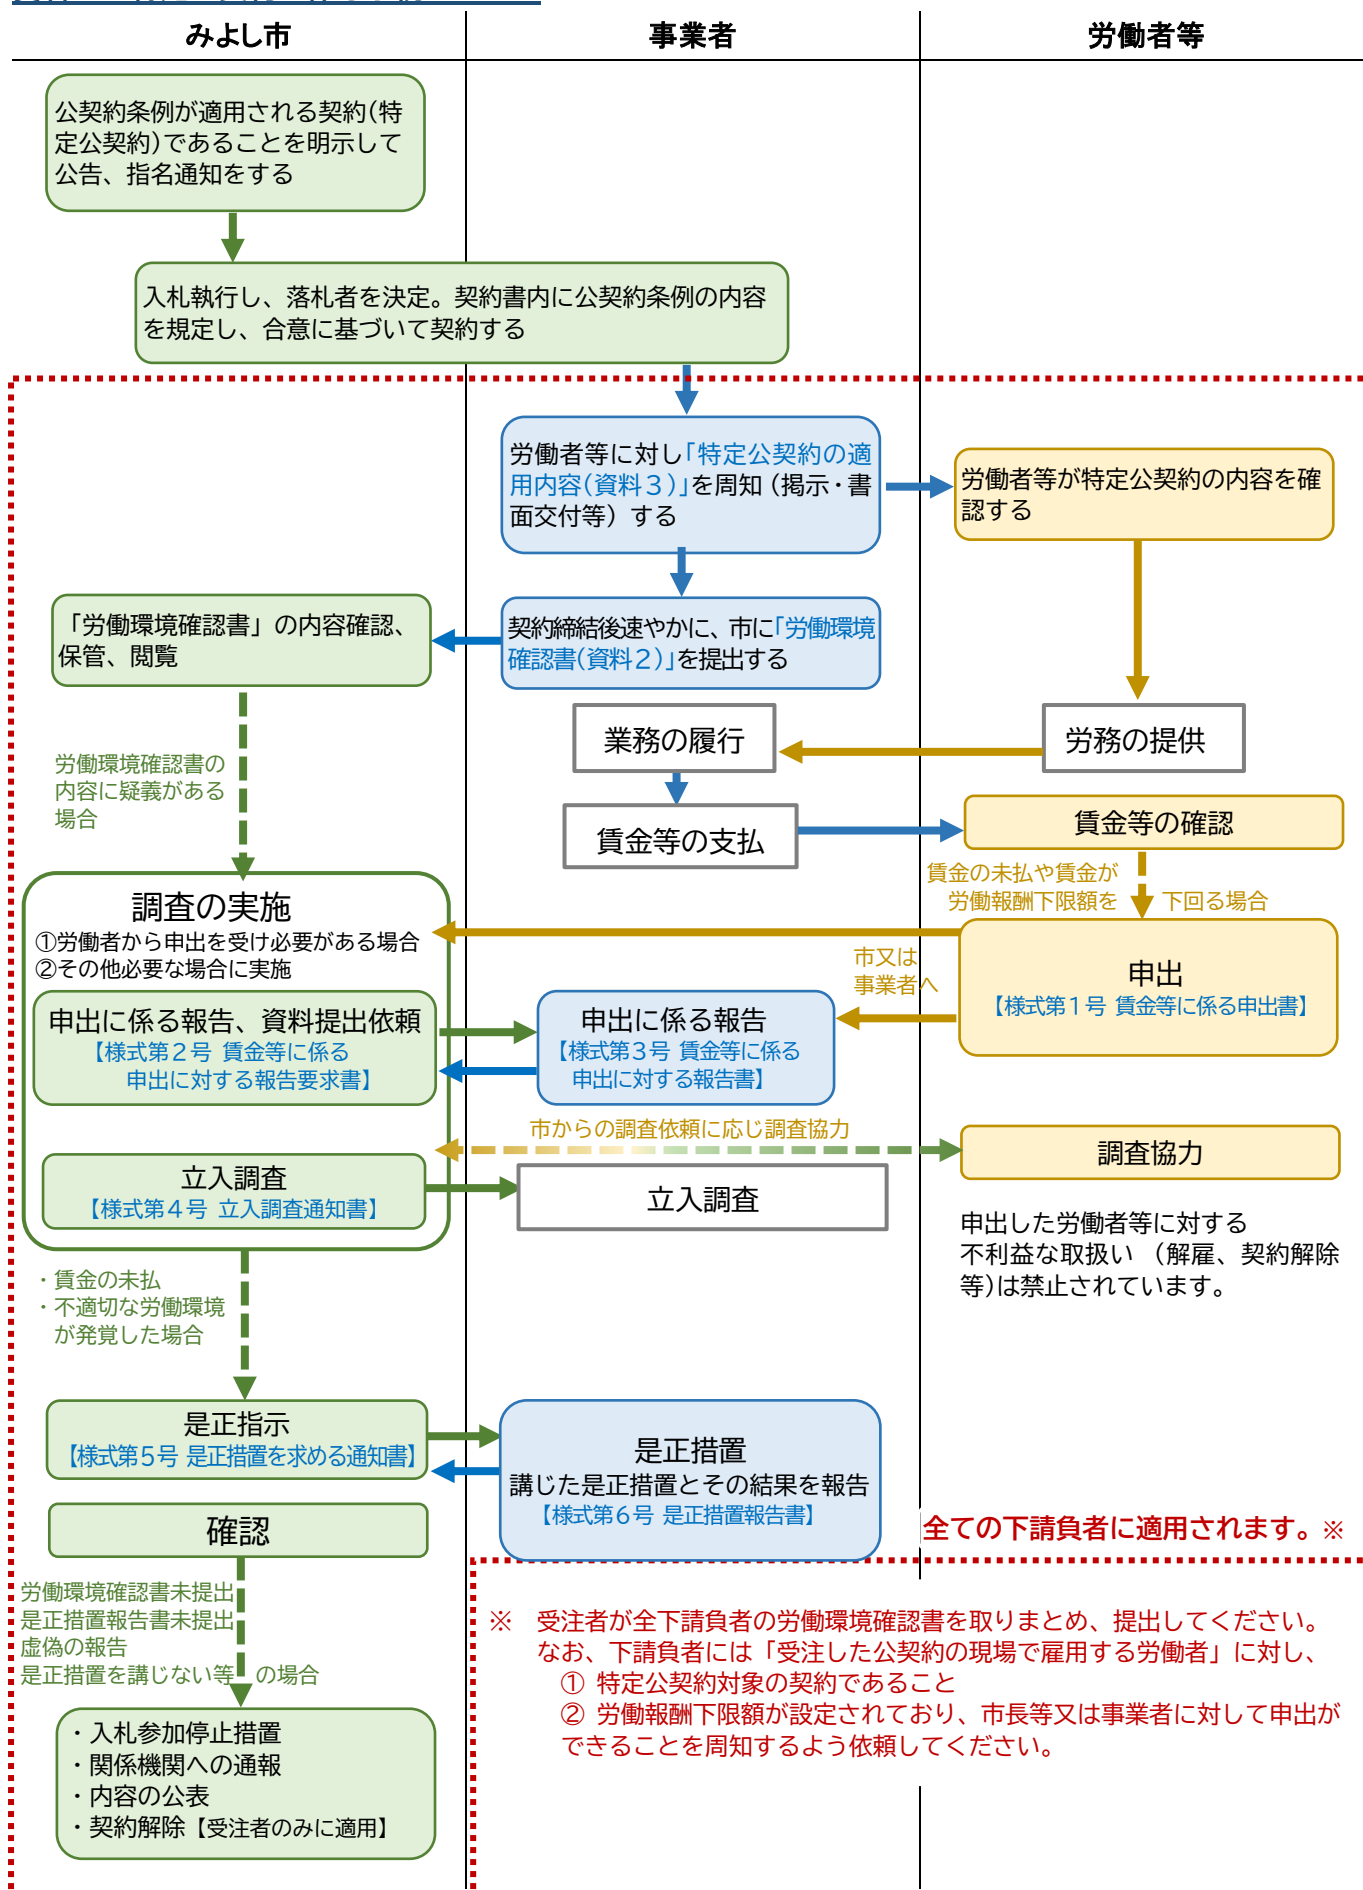 みよし市
事業者
労働者等
公契約条例が適用される契約(特
定公契約)であることを明示して
公告、指名通知をする
入札執行し、落札者を決定。契約書内に公契約条例の内容
を規定し、合意に基づいて契約する
労働者等に対し「特定公契約の適
用内容(資料3)」を周知（掲示・書
面交付等）する
労働者等が特定公契約の内容を確
認する
「労働環境確認書」の内容確認、
保管、閲覧
契約締結後速やかに、市に「労働環境
確認書(資料2)」を提出する
業務の履行
労務の提供
労働環境確認書の
内容に疑義がある
場合
賃金等の支払
賃金等の確認
賃金の未払や賃金が
労働報酬下限額を 下回る場合
調査の実施
①労働者から申出を受け必要がある場合
②その他必要な場合に実施
市又は
事業者へ
申出
【様式第1号 賃金等に係る申出書】
申出に係る報告、資料提出依頼
【様式第2号 賃金等に係る
申出に対する報告要求書】
申出に係る報告
【様式第3号 賃金等に係る
申出に対する報告書】
市からの調査依頼に応じ調査協力
調査協力
立入調査
【様式第4号 立入調査通知書】
立入調査
申出した労働者等に対する
不利益な取扱い （解雇、契約解除
等)は禁止されています。
・賃金の未払
・不適切な労働環境
が発覚した場合
是正指示
【様式第5号 是正措置を求める通知書】
是正措置
講じた是正措置とその結果を報告
【様式第6号 是正措置報告書】
確認
全ての下請負者に適用されます。※
労働環境確認書未提出
是正措置報告書未提出
虚偽の報告
是正措置を講じない等 の場合
※ 受注者が全下請負者の労働環境確認書を取りまとめ、提出してください。
なお、下請負者には「受注した公契約の現場で雇用する労働者」に対し、
① 特定公契約対象の契約であること
② 労働報酬下限額が設定されており、市長等又は事業者に対して申出が
できることを周知するよう依頼してください。
・入札参加停止措置
・関係機関への通報
・内容の公表
・契約解除【受注者のみに適用】